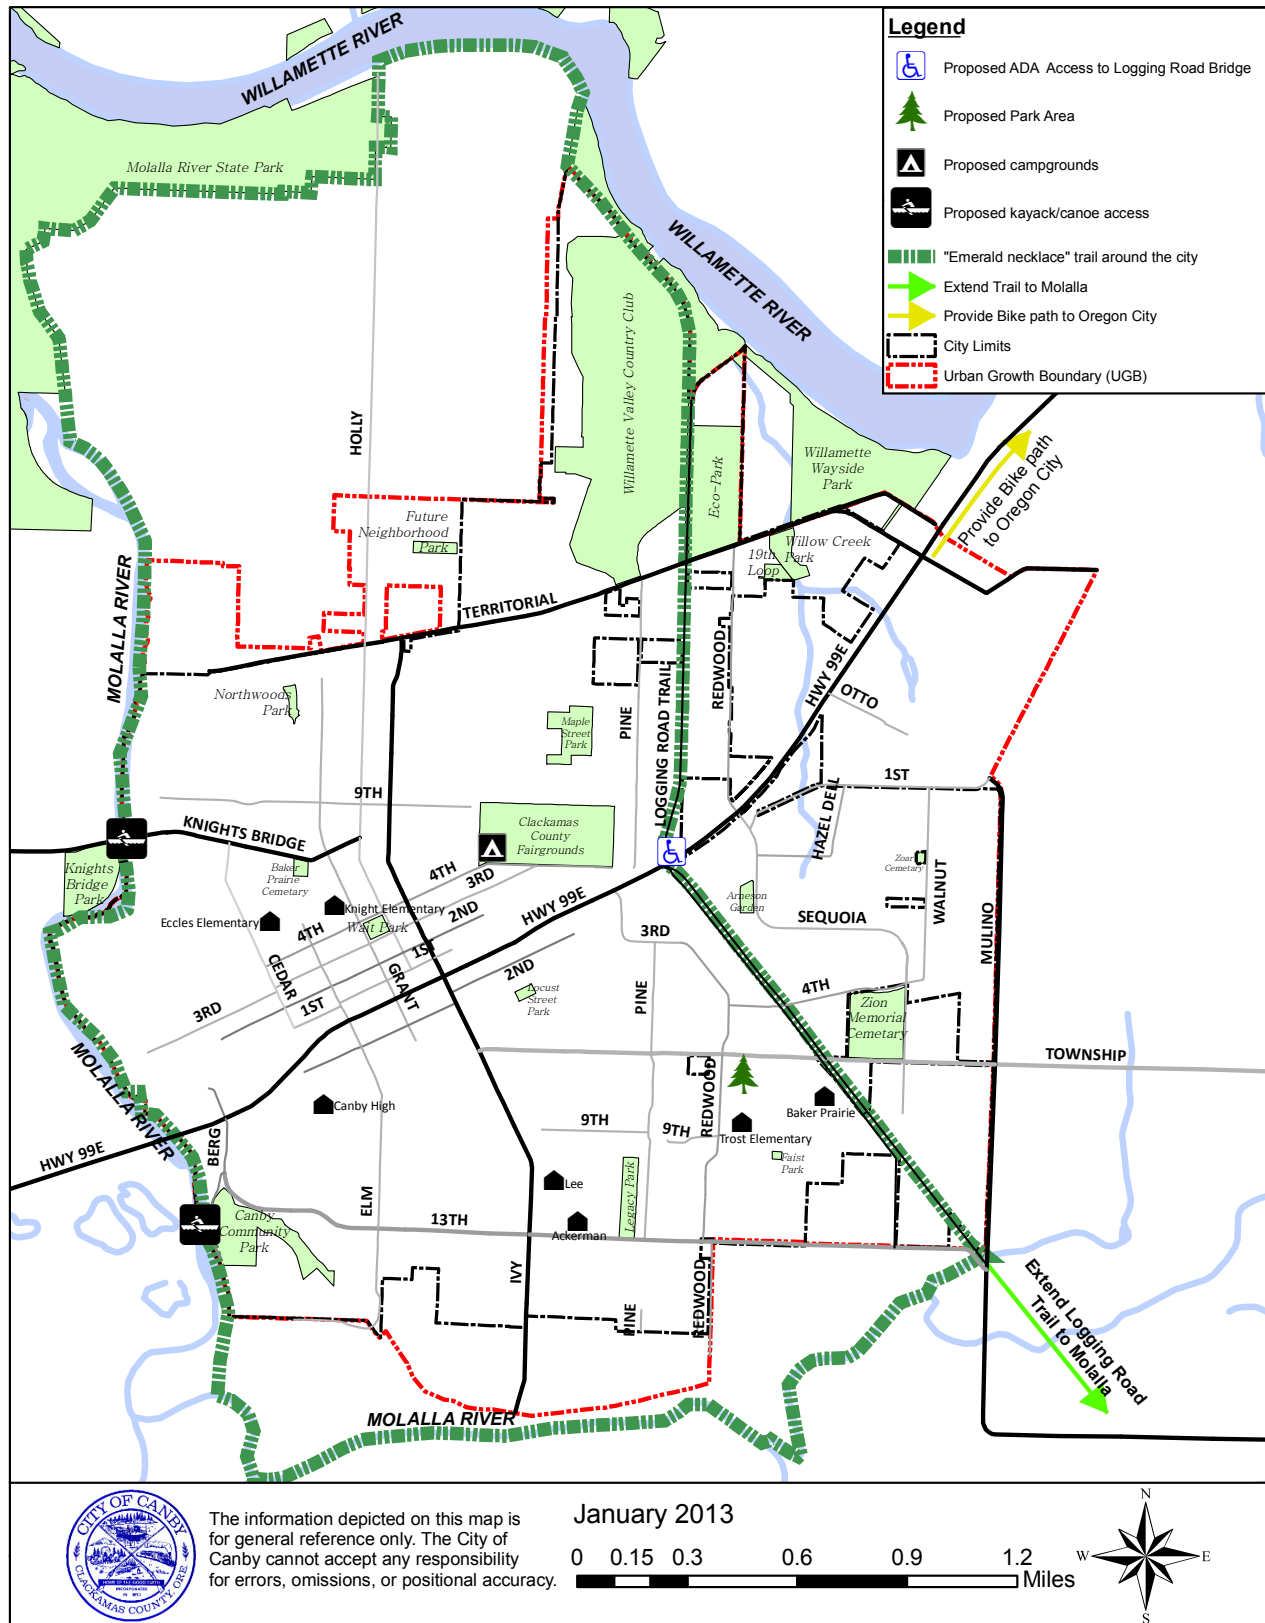 WILLAMETTE RIVER
Legend
Proposed ADA  Access to Logging Road Bridge
Proposed Park Area
Proposed campgrounds
Proposed kayack/canoe access
"Emerald necklace" trail around the city
Extend Trail to Molalla
Provide Bike path to Oregon City
City Limits
Urban Growth Boundary (UGB)
Molalla River State Park
WILLAMETTE RIVER
Willamette Valley Country Club
HOLLY
Eco-Park
Willamette
Wayside
Park
Provide Bike path
to Oregon City
Future
Neighborhood
Park
Willow Creek
Park
19th
Loop
MOLALLA RIVER
TERRITORIAL
REDWOOD
HWY 99E
OTTO
Northwoods
Park
Maple
Street
Park
PINE
LOGGING ROAD TRAIL
1ST
9TH
KNIGHTS BRIDGE
Clackamas
County
Fairgrounds
HAZEL DELL
Knights
Bridge
Park
Baker
Prairie
Cemetery
4TH
3RD
Zoar
Cemetery
WALNUT
Arneson
Garden
SEQUOIA
MULINO
Eccles Elementary
Knight Elementary
Wait Park
4TH
2ND
HWY 99E
1ST
3RD
CEDAR
GRANT
2ND
4TH
PINE
Locust
Street
Park
Zion
Memorial
Cemetary
3RD
1ST
MOLALLA RIVER
TOWNSHIP
REDWOOD
Canby High
Baker Prairie
9TH
9TH
Trost Elementary
BERG
HWY 99E
Faist
Park
Lee
Legacy Park
ELM
13TH
Canby
Community
Park
Ackerman
IVY
PINE
REDWOOD
Extend Logging Road
Trail to Molalla
MOLALLA RIVER
CITY OF CANBY
CLACKAMAS COUNTY, ORE
The information depicted on this map is
for general reference only. The City of
Canby cannot accept any responsibility
for errors, omissions, or positional accuracy.
January 2013
0 0.15 0.3 0.6 0.9 1.2
Miles
N
W E
S